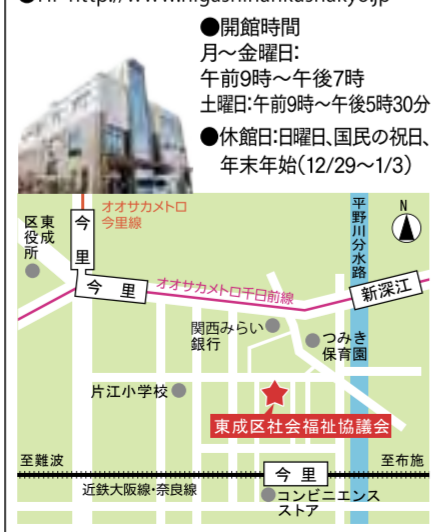 ●開館時間
月～金曜日:
午前9時～午後7時
土曜日:午前9時～午後5時30分
●休館日:日曜日、国民の祝日、
年末年始(12/29～1/3)
オオサカメトロ
今里線
平野川分水路
N
東成
区役所
今里
今里
オオサカメトロ千日前線
新深江
関西みらい
銀行
つみき
保育園
片江小学校
東成区社会福祉協議会
至難波
今里
至布施
近鉄大阪線・奈良線
コンビニエンス
ストア